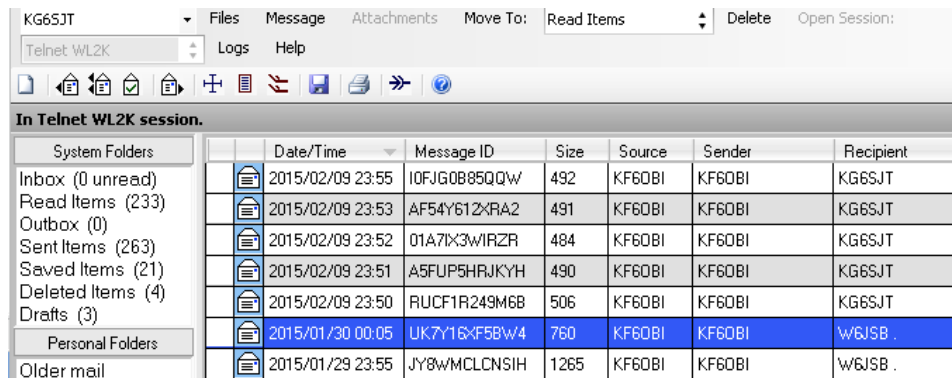 KG6SJT Files Message Attachments Move To: Read Items Delete Open Session:
Telnet WL2K Logs Help
In Telnet WL2K session.
System Folders
Inbox (0 unread)
Read Items (233)
Outbox (0)
Sent Items (263)
Saved Items (21)
Deleted Items (4)
Drafts (3)
Personal Folders
Older mail
Date/Time Message ID Size Source Sender Recipient
2015/02/09 23:55 I0FJG0B85QQW 492 KF6OBI KF6OBI KG6SJT
2015/02/09 23:53 AF54Y612XRA2 491 KF6OBI KF6OBI KG6SJT
2015/02/09 23:52 01A7IX3WIRZR 484 KF6OBI KF6OBI KG6SJT
2015/02/09 23:51 A5FUP5HRJKYH 490 KF6OBI KF6OBI KG6SJT
2015/02/09 23:50 RUCF1R249M6B 506 KF6OBI KF6OBI KG6SJT
2015/01/30 00:05 UK7Y16XF5BW4 760 KF6OBI KF6OBI W6JSB .
2015/01/29 23:55 JY8WMCLCNSIH 1265 KF6OBI KF6OBI W6JSB .